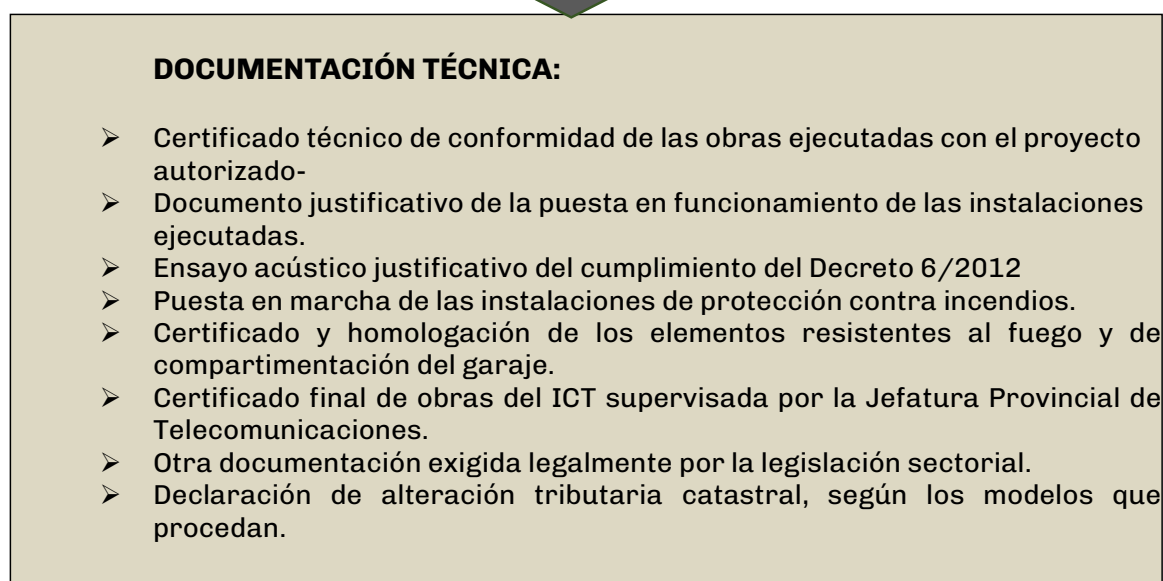 DOCUMENTACIÓN TÉCNICA:
➢ Certificado técnico de conformidad de las obras ejecutadas con el proyecto
autorizado-
➢ Documento justificativo de la puesta en funcionamiento de las instalaciones
ejecutadas.
➢ Ensayo acústico justificativo del cumplimiento del Decreto 6/2012
➢ Puesta en marcha de las instalaciones de protección contra incendios.
➢ Certificado y homologación de los elementos resistentes al fuego y de
compartimentación del garaje.
➢ Certificado final de obras del ICT supervisada por la Jefatura Provincial de
Telecomunicaciones.
➢ Otra documentación exigida legalmente por la legislación sectorial.
➢ Declaración de alteración tributaria catastral, según los modelos que
procedan.